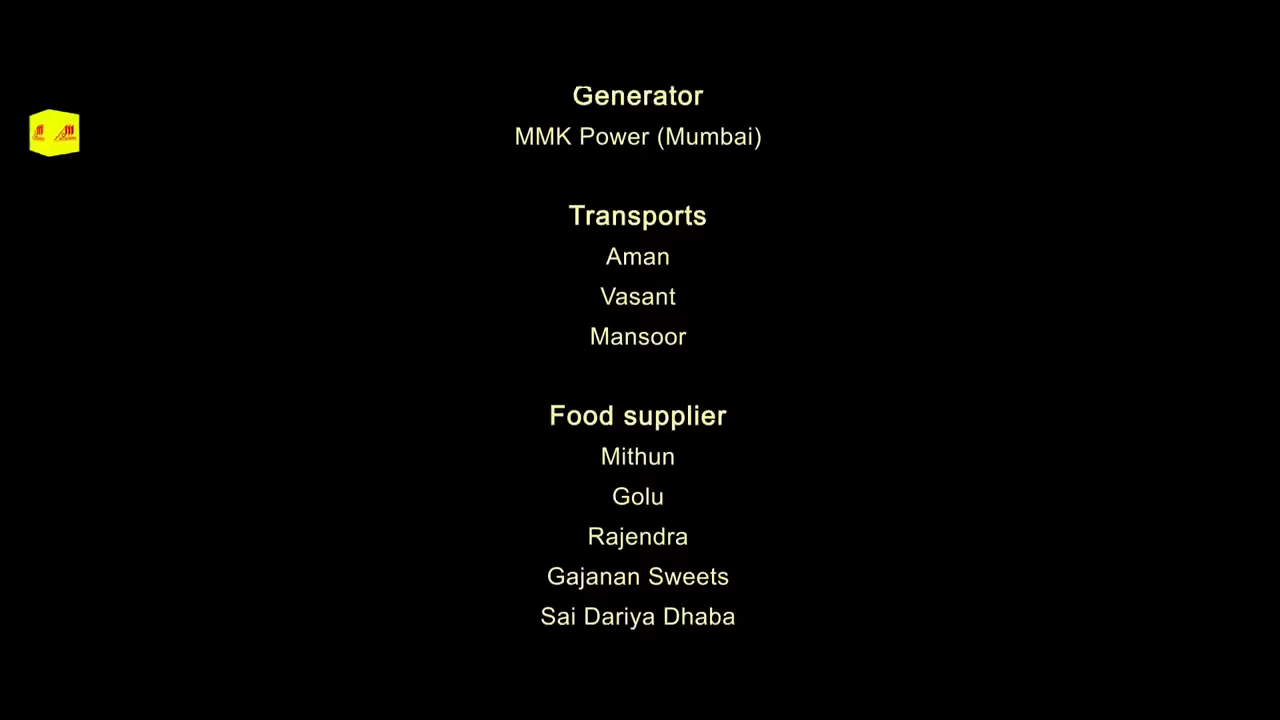 Generator
MMK Power (Mumbai)
Transports
Aman
Vasant
Mansoor
Food supplier
Mithun
Golu
Rajendra
Gajanan Sweets
Sai Dariya Dhaba